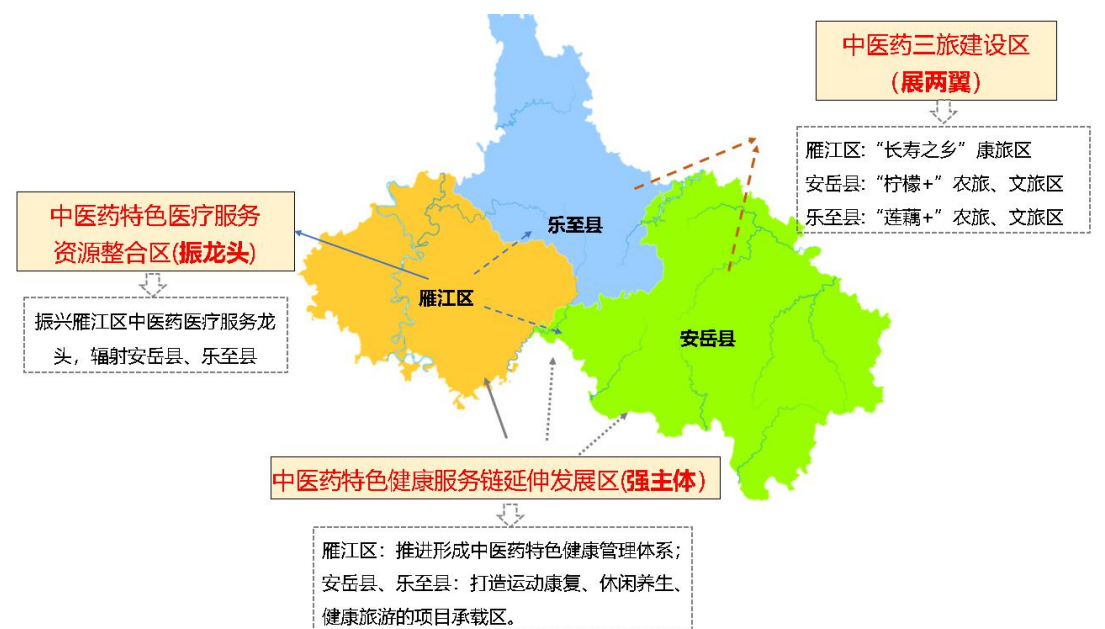 中医药三旅建设区
（展两翼）
雁江区：“长寿之乡”康旅区
安岳县：“柠檬+”农旅、文旅区
乐至县：“莲藕+”农旅、文旅区
中医药特色医疗服务
资源整合区(振龙头)
振兴雁江区中医药医疗服务龙
头，辐射安岳县、乐至县
乐至县
雁江区
安岳县
中医药特色健康服务链延伸发展区(强主体）
雁江区：推进形成中医药特色健康管理体系；
安岳县、乐至县：打造运动康复、休闲养生、
健康旅游的项目承载区。